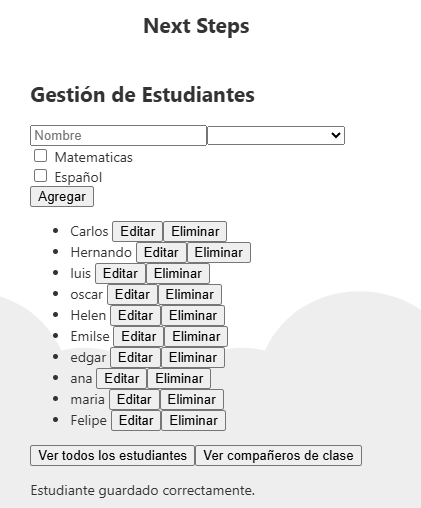 Next Steps
Gestión de Estudiantes
Nombre
Matematicas
Español
Agregar
Carlos Editar Eliminar
Hernando Editar Eliminar
luis Editar Eliminar
oscar Editar Eliminar
Helen Editar Eliminar
Emilse Editar Eliminar
edgar Editar Eliminar
ana Editar Eliminar
maria Editar Eliminar
Felipe Editar Eliminar
Ver todos los estudiantes Ver compañeros de clase
Estudiante guardado correctamente.